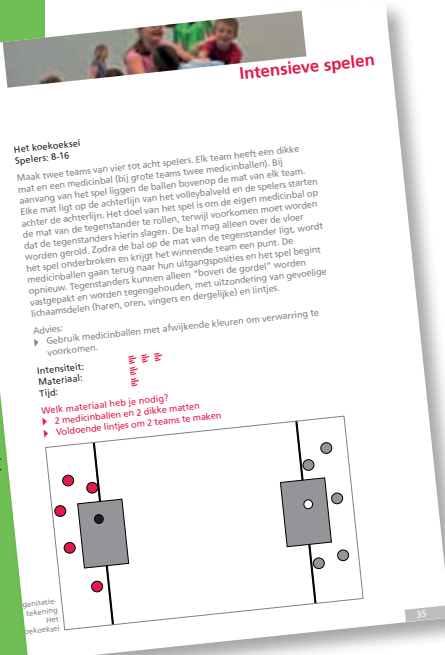 Intensieve spelen
Het koekoeksei
Spelers: 8-16
Maak twee teams van vier tot acht spelers. Elk team heeft een dikke
mat en een medicinbal (bij grote teams twee medicinballen). Bij
aanvang van het spel liggen de ballen bovenop de mat van elk team.
Elke mat ligt op de achterlijn van het volleybalveld en de spelers starten
achter de achterlijn. Het doel van het spel is om de eigen medicinbal op
de mat van de tegenstander te rollen, terwijl voorkomen moet worden
dat de tegenstanders hierin slagen. De bal mag alleen over de vloer
worden gerold. Zodra de bal op de mat van de tegenstander ligt, wordt
het spel onderbroken en krijgt het winnende team een punt. De
medicinballen gaan terug naar hun uitgangsposities en het spel begint
opnieuw. Tegenstanders kunnen alleen "boven de gordel" worden
vastgepakt en worden tegengehouden, met uitzondering van gevoelige
lichaamsdelen (haren, oren, vingers en dergelijke) en lintjes.
Advies:
Gebruik medicinballen met afwijkende kleuren om verwarring te
voorkomen.
Intensiteit:
Materiaal:
Tijd:
Welk materiaal heb je nodig?
2 medicinballen en 2 dikke matten
Voldoende lintjes om 2 teams te maken
ganisatie-
tekening
Het
oekoeksei
35